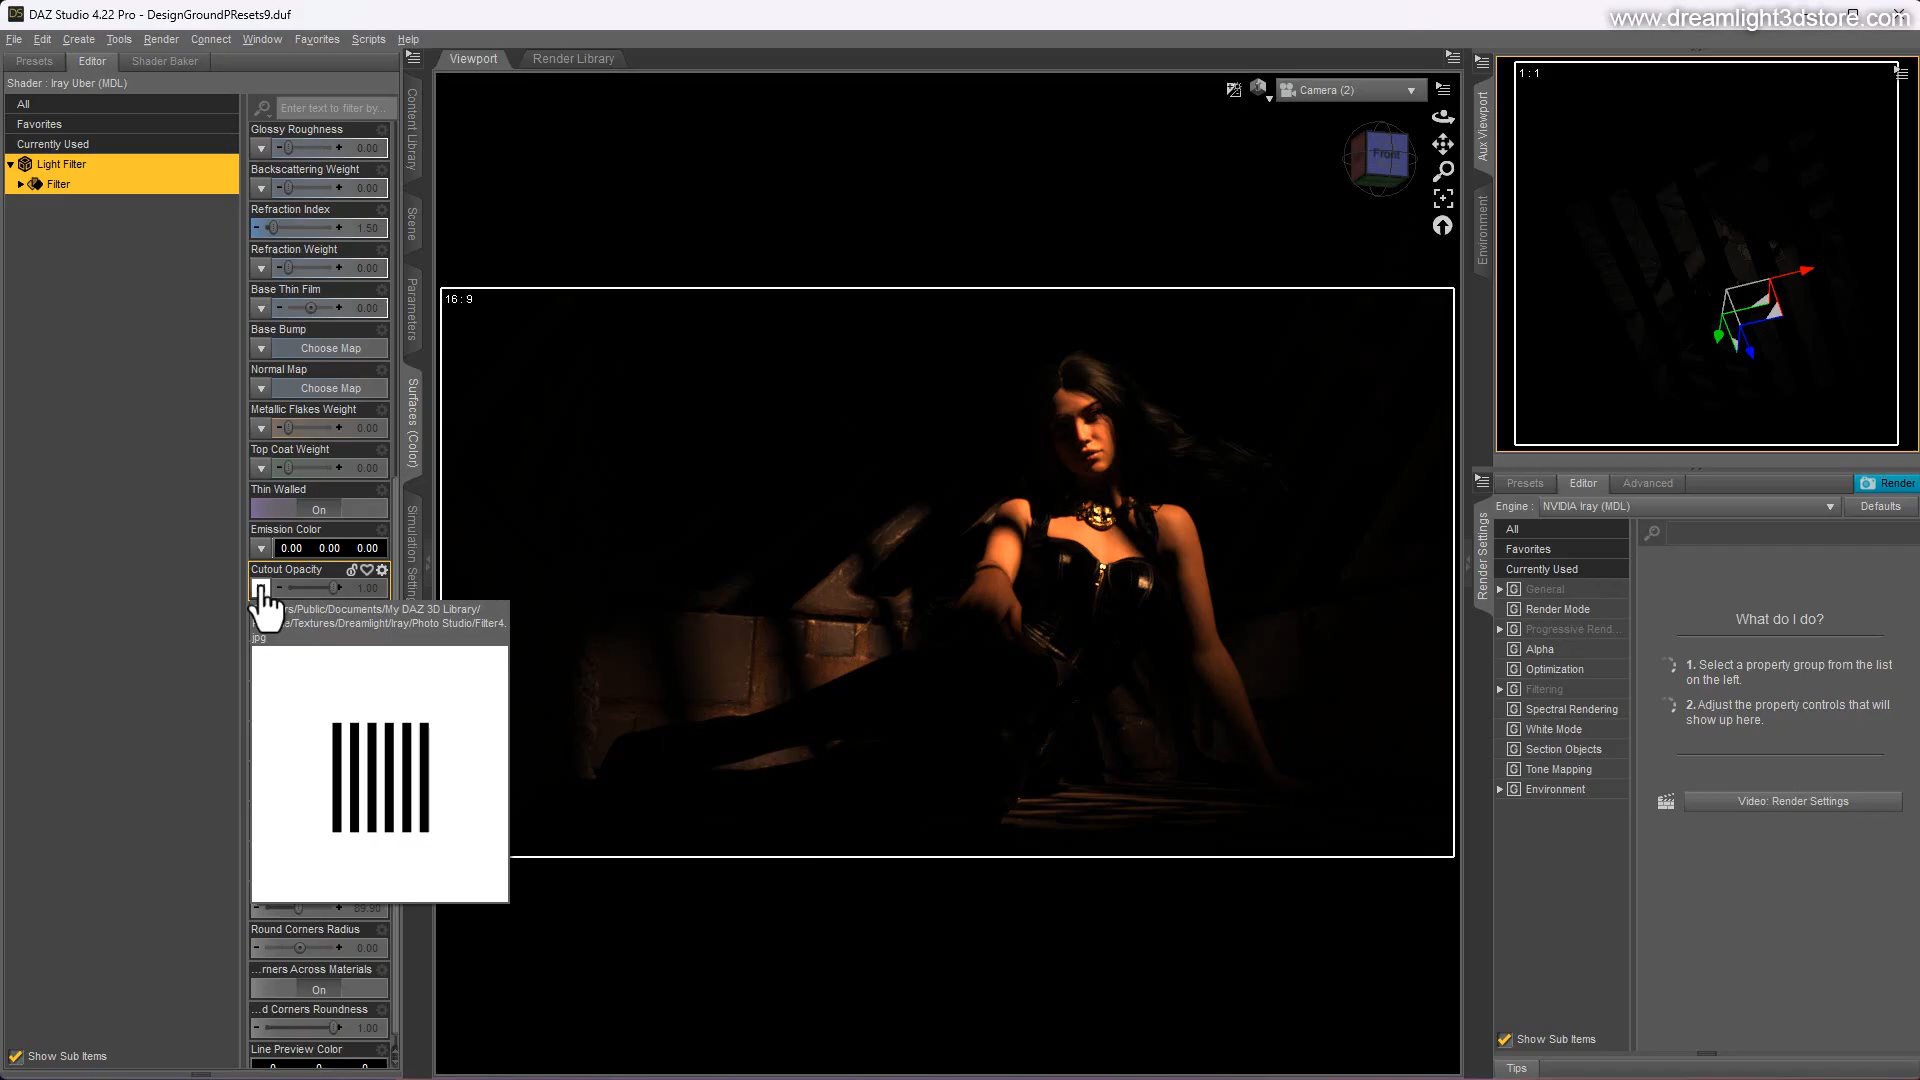 DAZ Studio 4.22 Pro - DesignGroundPResets9.duf
www.dreamlight3dstore.com
File Edit Create Tools Render Connect Window Favorites Scripts Help
Presets Editor Shader Baker
Shader : Iray Uber (MDL)
All
Favorites
Currently Used
Light Filter
Filter
Show Sub Items
Enter text to filter by...
Glossy Roughness
0.00
Backscattering Weight
0.00
Refraction Index
1.50
Refraction Weight
0.00
Base Thin Film
0.00
Base Bump
Choose Map
Normal Map
Choose Map
Metallic Flakes Weight
0.00
Top Coat Weight
0.00
Thin Walled
On
Emission Color
0.00 0.00 0.00
Cutout Opacity
1.00
rs/Public/Documents/My DAZ 3D Library/
e/Textures/Dreamlight/Iray/Photo Studio/Filter4.
jpg
89.90
Round Corners Radius
0.00
...rners Across Materials
On
...d Corners Roundness
1.00
Line Preview Color
Content Library
Scene
Parameters
Surfaces (Color)
Simulation Setting
Viewport Render Library
Camera (2)
Front
16 : 9
Aux Viewport
Environment
1 : 1
Render Settings
Presets Editor Advanced Render
Engine : NVIDIA Iray (MDL) Defaults
All
Favorites
Currently Used
G General
G Render Mode
G Progressive Rend...
G Alpha
G Optimization
G Filtering
G Spectral Rendering
G White Mode
G Section Objects
G Tone Mapping
G Environment
Show Sub Items
What do I do?
1. Select a property group from the list
on the left.
2. Adjust the property controls that will
show up here.
Video: Render Settings
Tips